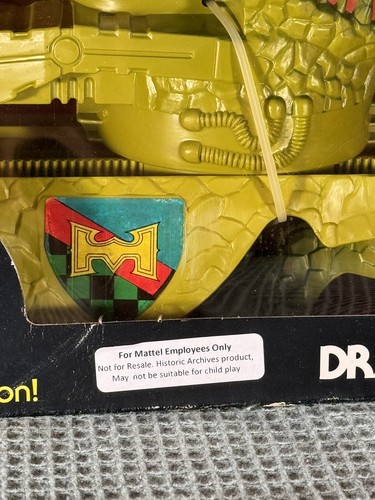 For Mattel Employees Only
Not for Resale. Historic Archives product,
May not be suitable for child play
DR
on!